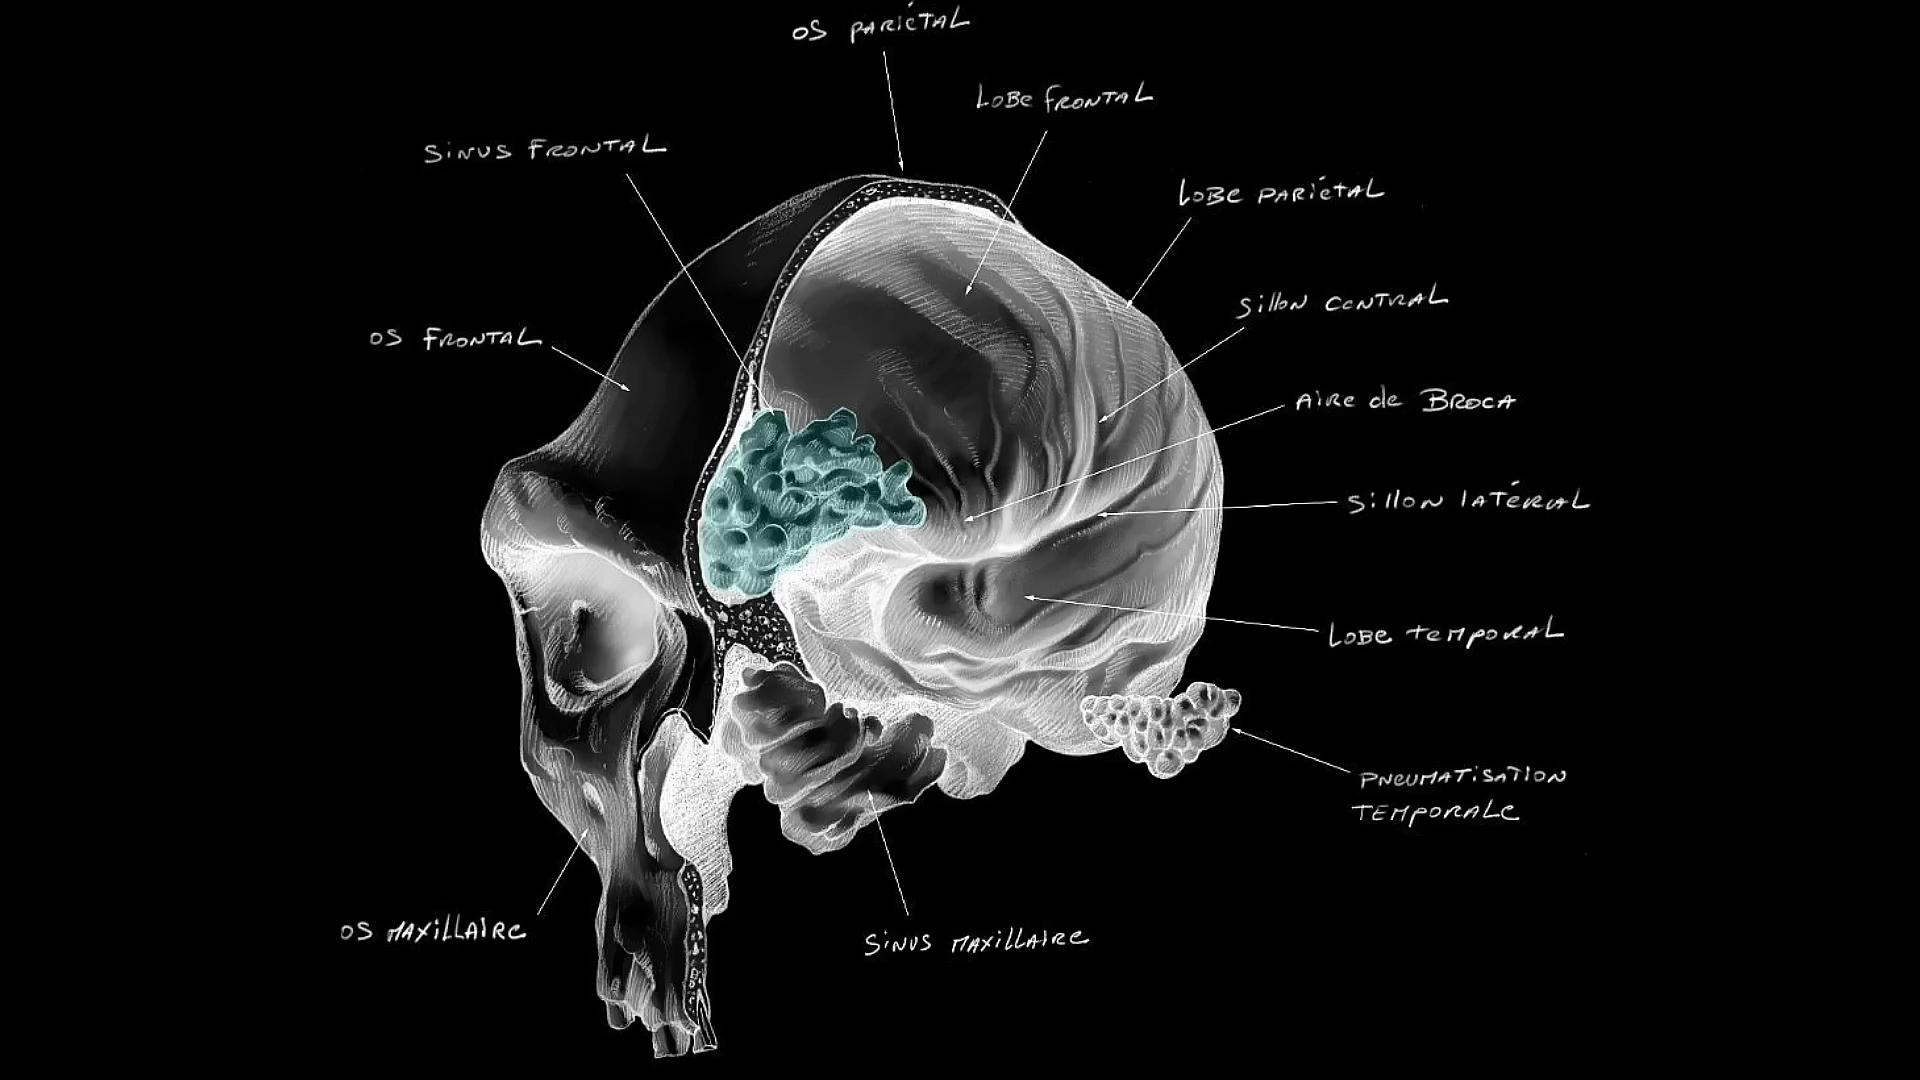 OS PARIÉTAL
LOBE FRONTAL
SINUS FRONTAL
LOBE PARIÉTAL
SILLON CENTRAL
OS FRONTAL
AIRE de BROCA
SILLON LATÉRAL
LOBE TEMPORAL
PNEUMATISATION
TEMPORALE
OS MAXILLAIRE
SINUS MAXILLAIRE